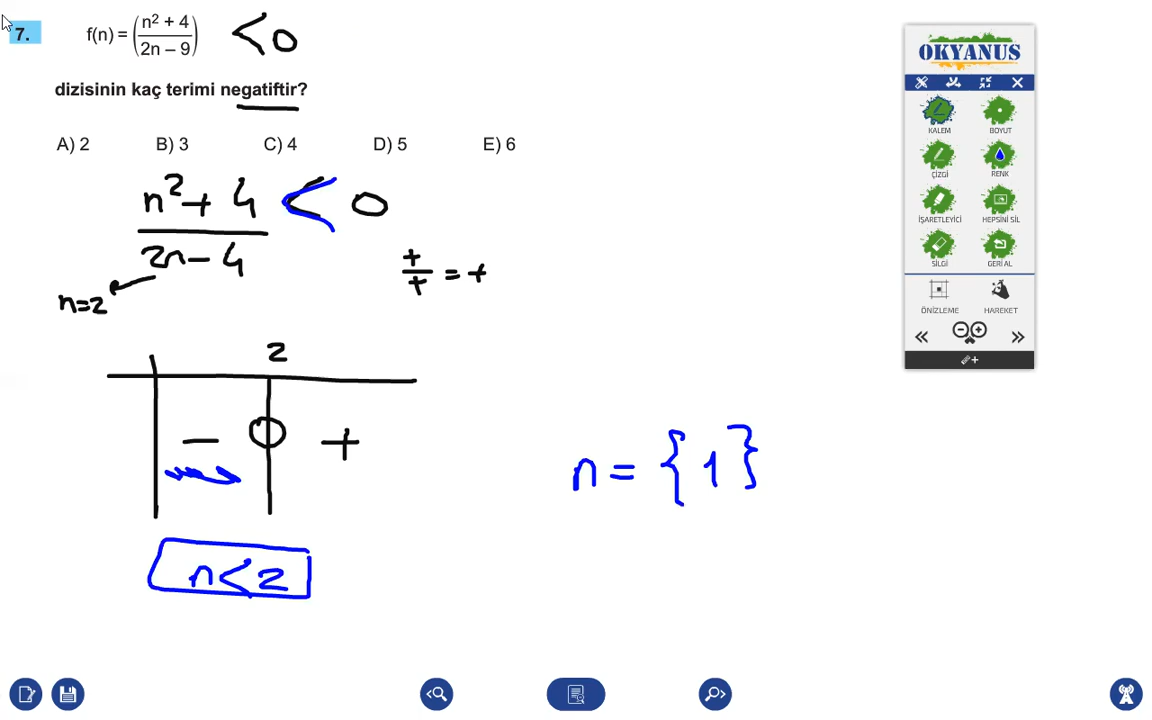 7. f(n) = (n² + 4 / 2n – 9) < 0
dizisinin kaç terimi negatiftir?
A) 2 B) 3 C) 4 D) 5 E) 6
n² + 4 / 2n – 4 < 0
n=2
+/+ = +
2
– 0 +
n = {1}
n<2
OKYANUS
KALEM BOYUT
ÇİZGİ RENK
İŞARETLEYİCİ HEPSİNİ SİL
SİLGİ GERİ AL
ÖNİZLEME HAREKET